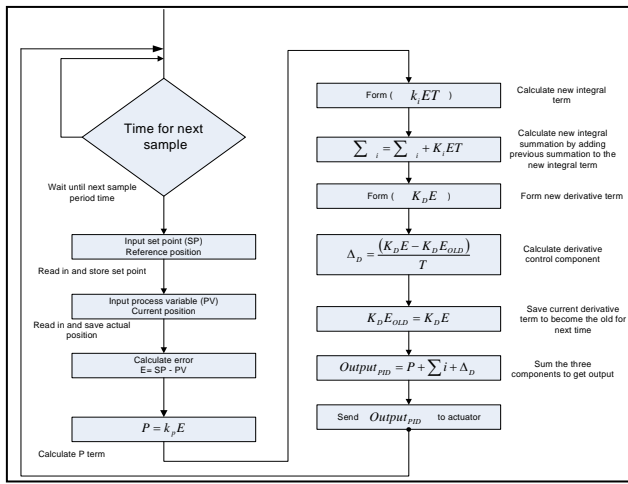 Time for next
sample
Wait until next sample
period time
Input set point (SP)
Reference position
Read in and store set point
Input process variable (PV)
Current position
Read in and save actual
position
Calculate error
E= SP - PV
P = k_p E
Calculate P term
Form ( k_i ET )
Calculate new integral
term
∑ _i = ∑ _i + K_i ET
Calculate new integral
summation by adding
previous summation to the
new integral term
Form ( K_D E )
Form new derivative term
Δ_D = (K_D E − K_D E_OLD) / T
Calculate derivative
control component
K_D E_OLD = K_D E
Save current derivative
term to become the old for
next time
Output_PID = P + ∑ i + Δ_D
Sum the three
components to get output
Send Output_PID to actuator